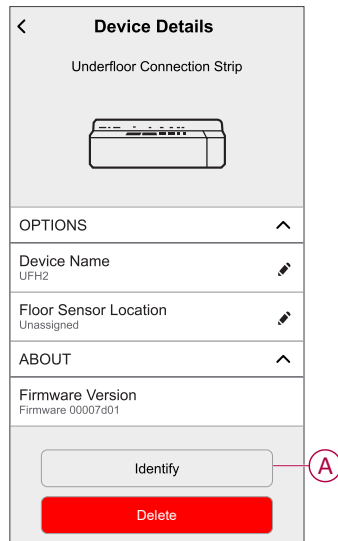 Device Details
Underfloor Connection Strip
OPTIONS
Device Name
UFH2
Floor Sensor Location
Unassigned
ABOUT
Firmware Version
Firmware 00007d01
Identify
A
Delete